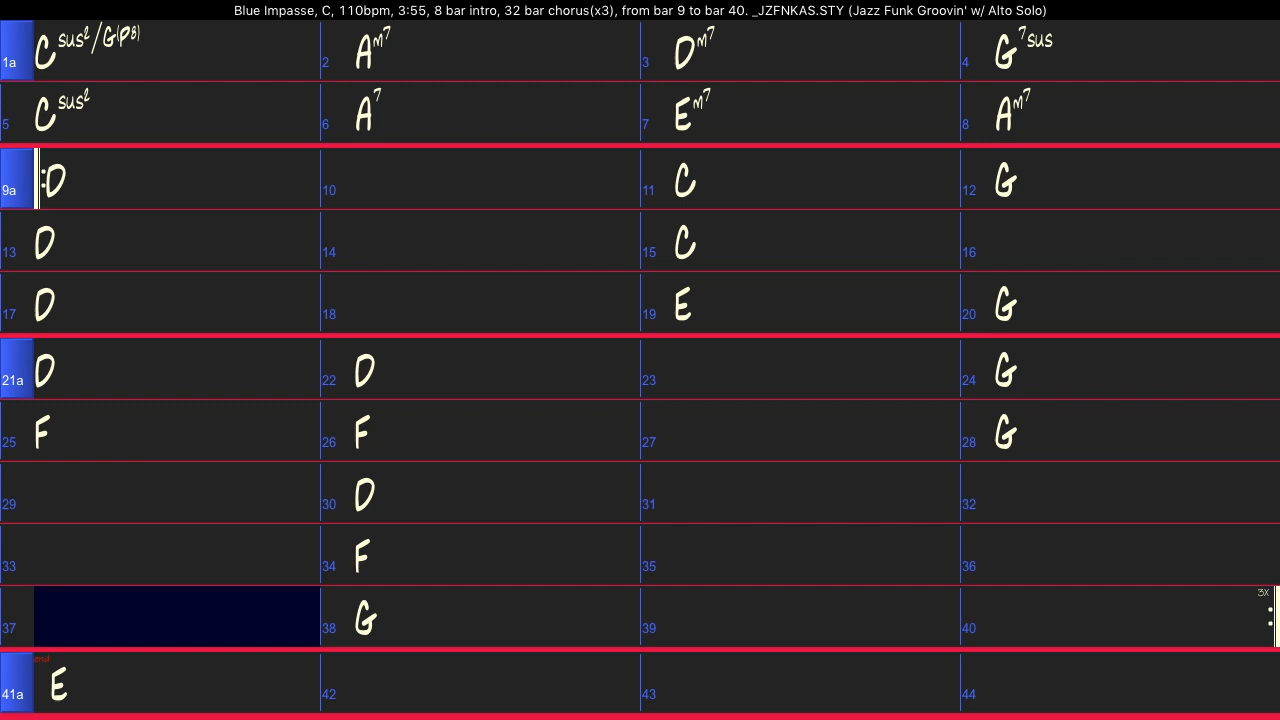 Blue Impasse, C, 110bpm, 3:55, 8 bar intro, 32 bar chorus(x3), from bar 9 to bar 40. _JZFNKAS.STY (Jazz Funk Groovin' w/ Alto Solo)
1a Csus2/G(P8) 2 Am7 3 Dm7 4 G7sus
5 Csus2 6 A7 7 Em7 8 Am7
9a :D 10 11 C 12 G
13 D 14 15 C 16
17 D 18 19 E 20 G
21a D 22 D 23 24 G
25 F 26 F 27 28 G
29 30 D 31 32
33 34 F 35 36
37 38 G 39 40 3X :
end
41a E 42 43 44